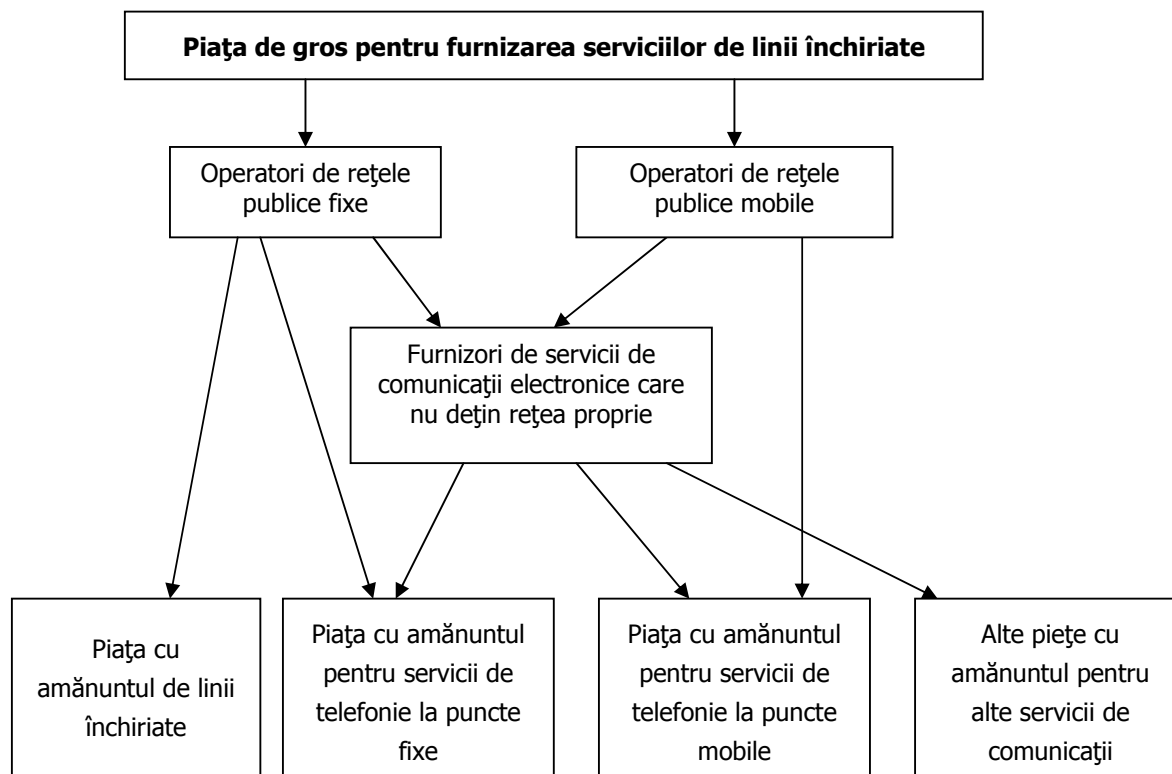 Piaţa de gros pentru furnizarea serviciilor de linii închiriate
Operatori de reţele
publice fixe
Operatori de reţele
publice mobile
Furnizori de servicii de
comunicaţii electronice care
nu deţin reţea proprie
Piaţa cu
amănuntul de linii
închiriate
Piaţa cu amănuntul
pentru servicii de
telefonie la puncte
fixe
Piaţa cu amănuntul
pentru servicii de
telefonie la puncte
mobile
Alte pieţe cu
amănuntul pentru
alte servicii de
comunicaţii